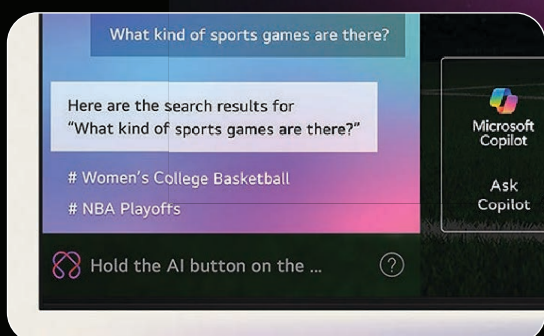 What kind of sports games are there?
Here are the search results for
“What kind of sports games are there?”
# Women's College Basketball
# NBA Playoffs
Hold the AI button on the ...
?
Microsoft
Copilot
Ask
Copilot